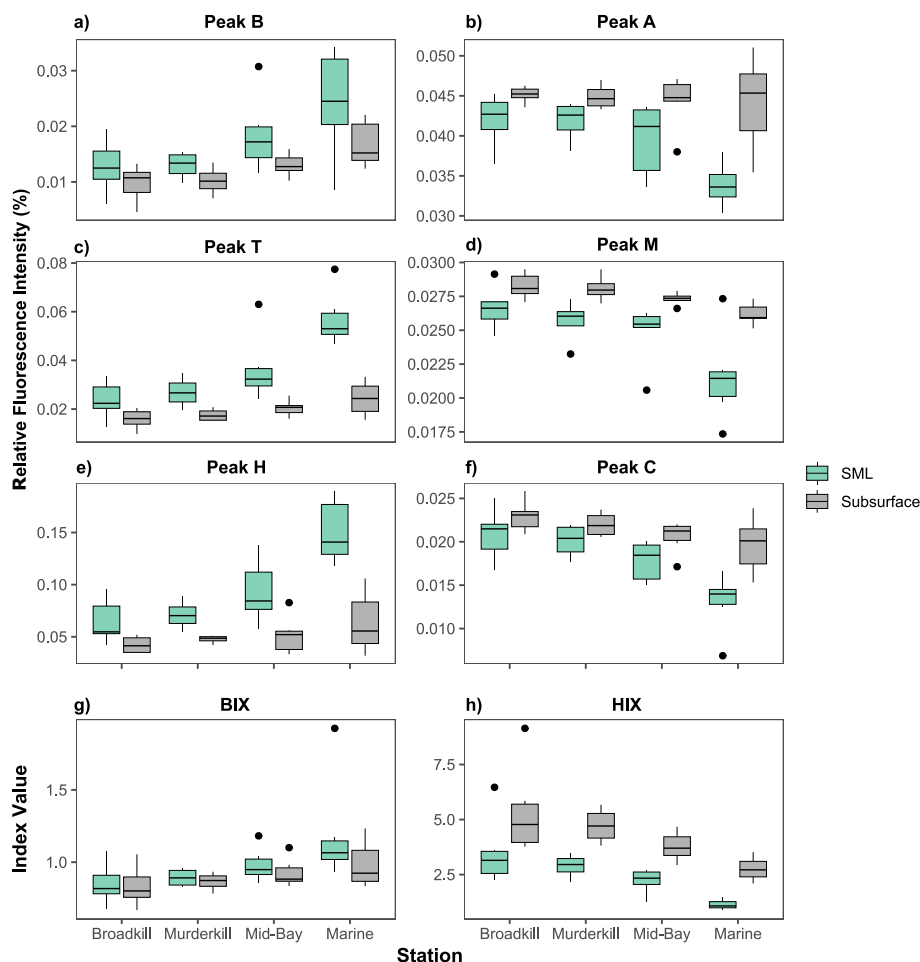 a) Peak B
b) Peak A
0.03
0.02
0.01
0.050
0.045
0.040
0.035
0.030
c) Peak T
d) Peak M
0.08
0.06
0.04
0.02
0.0300
0.0275
0.0250
0.0225
0.0200
0.0175
Relative Fluorescence Intensity (%)
e) Peak H
f) Peak C
0.15
0.10
0.05
0.025
0.020
0.015
0.010
SML
Subsurface
g) BIX
h) HIX
1.5
1.0
7.5
5.0
2.5
Index Value
Broadkill Murderkill Mid-Bay Marine
Broadkill Murderkill Mid-Bay Marine
Station